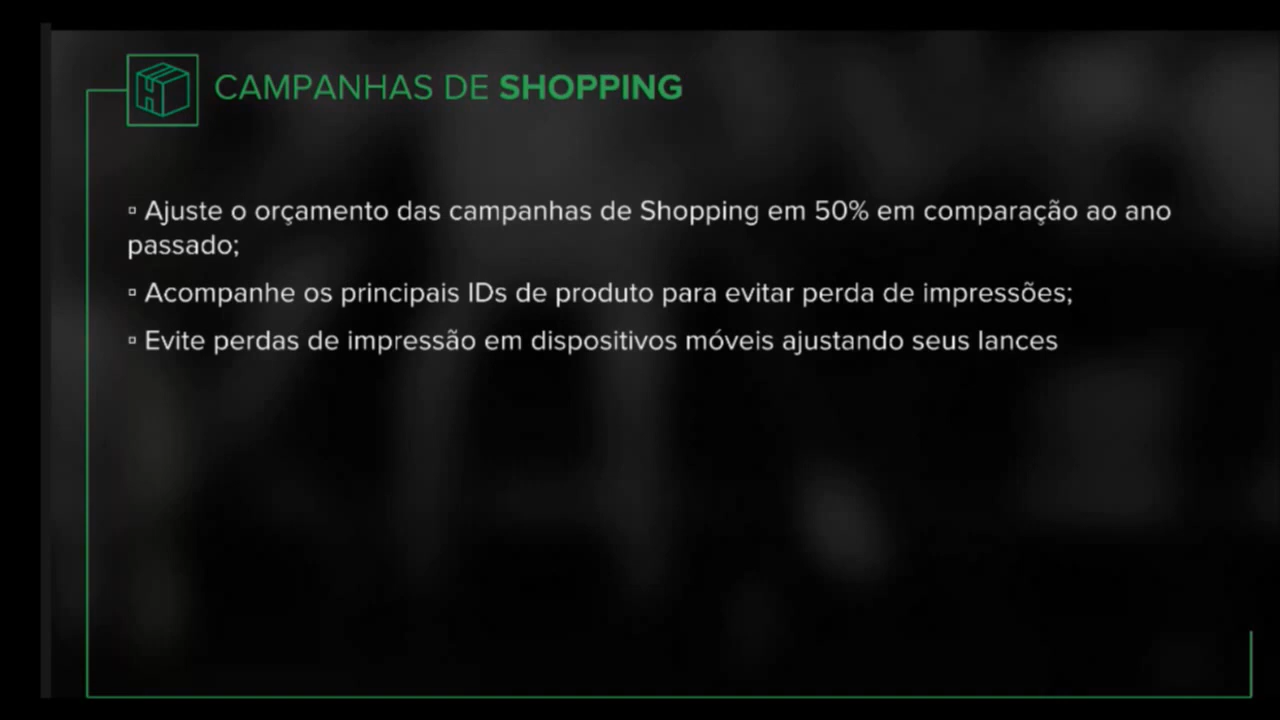 CAMPANHAS DE SHOPPING
▫ Ajuste o orçamento das campanhas de Shopping em 50% em comparação ao ano
passado;
▫ Acompanhe os principais IDs de produto para evitar perda de impressões;
▫ Evite perdas de impressão em dispositivos móveis ajustando seus lances